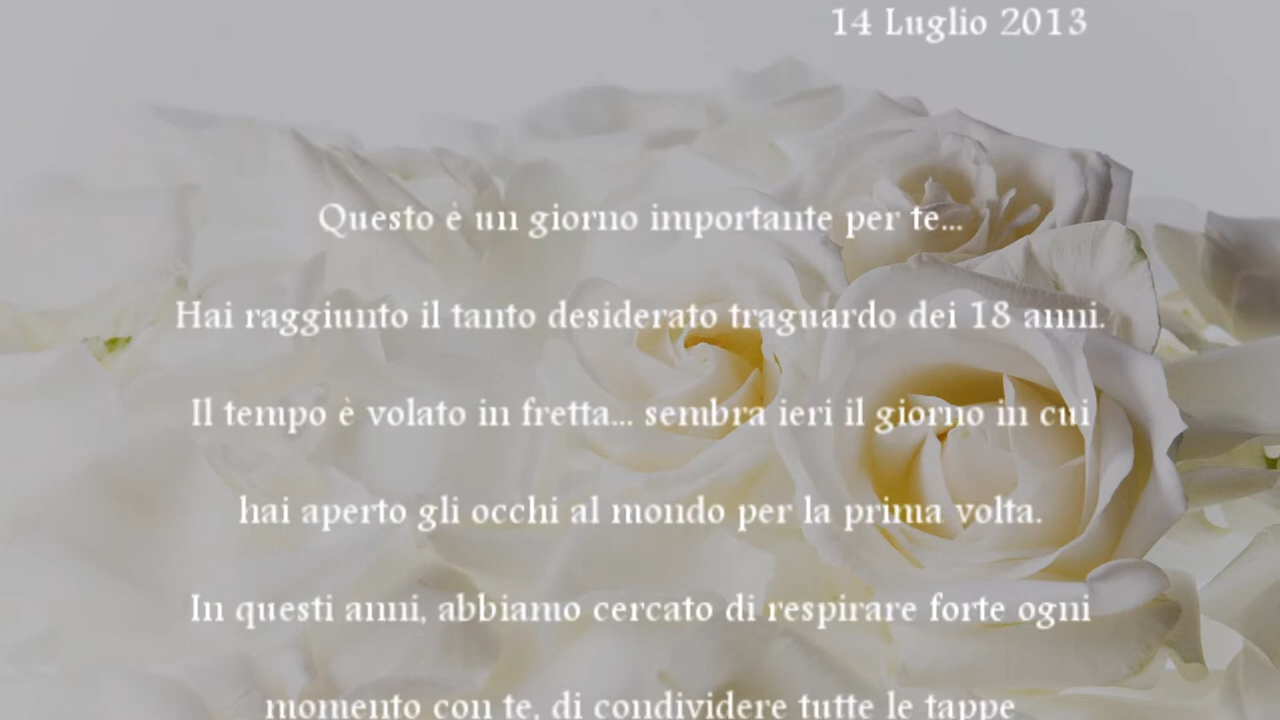 14 Luglio 2013
Questo è un giorno importante per te...
Hai raggiunto il tanto desiderato traguardo dei 18 anni.
Il tempo è volato in fretta... sembra ieri il giorno in cui
hai aperto gli occhi al mondo per la prima volta.
In questi anni, abbiamo cercato di respirare forte ogni
momento con te, di condividere tutte le tappe